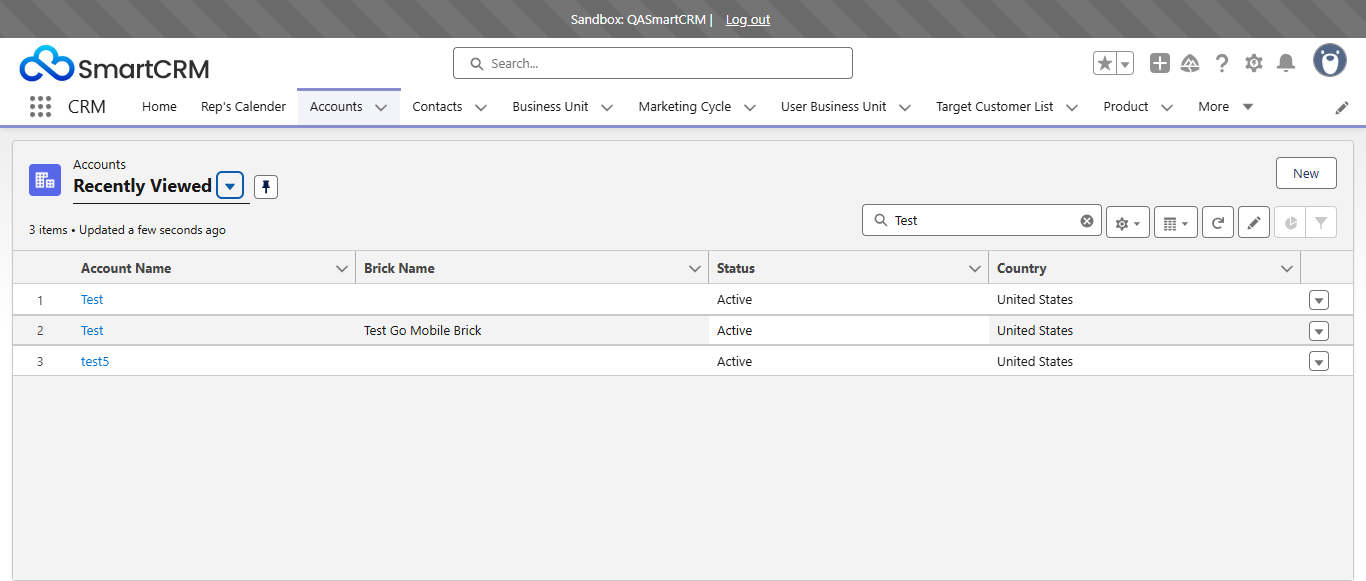 Sandbox: QASmartCRM | Log out
SmartCRM
Search...
CRM Home Rep's Calender Accounts Contacts Business Unit Marketing Cycle User Business Unit Target Customer List Product More
Accounts
Recently Viewed
New
3 items • Updated a few seconds ago
Test
Account Name Brick Name Status Country
1 Test Active United States
2 Test Test Go Mobile Brick Active United States
3 test5 Active United States